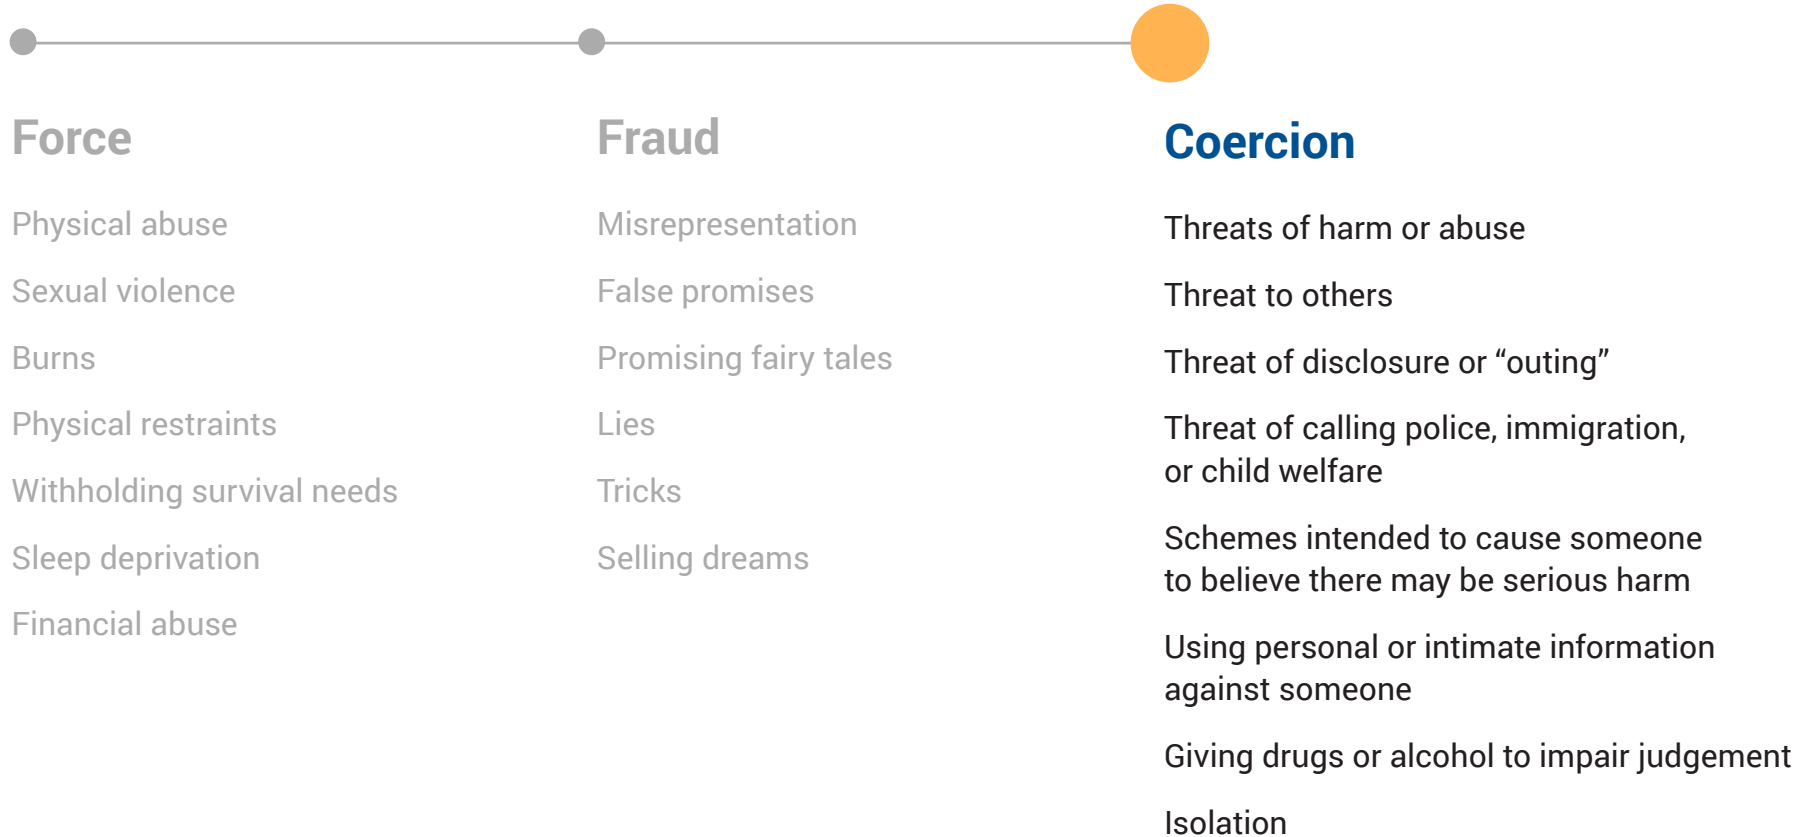 Force
Physical abuse
Sexual violence
Burns
Physical restraints
Withholding survival needs
Sleep deprivation
Financial abuse
Fraud
Misrepresentation
False promises
Promising fairy tales
Lies
Tricks
Selling dreams
Coercion
Threats of harm or abuse
Threat to others
Threat of disclosure or “outing”
Threat of calling police, immigration,
or child welfare
Schemes intended to cause someone
to believe there may be serious harm
Using personal or intimate information
against someone
Giving drugs or alcohol to impair judgement
Isolation